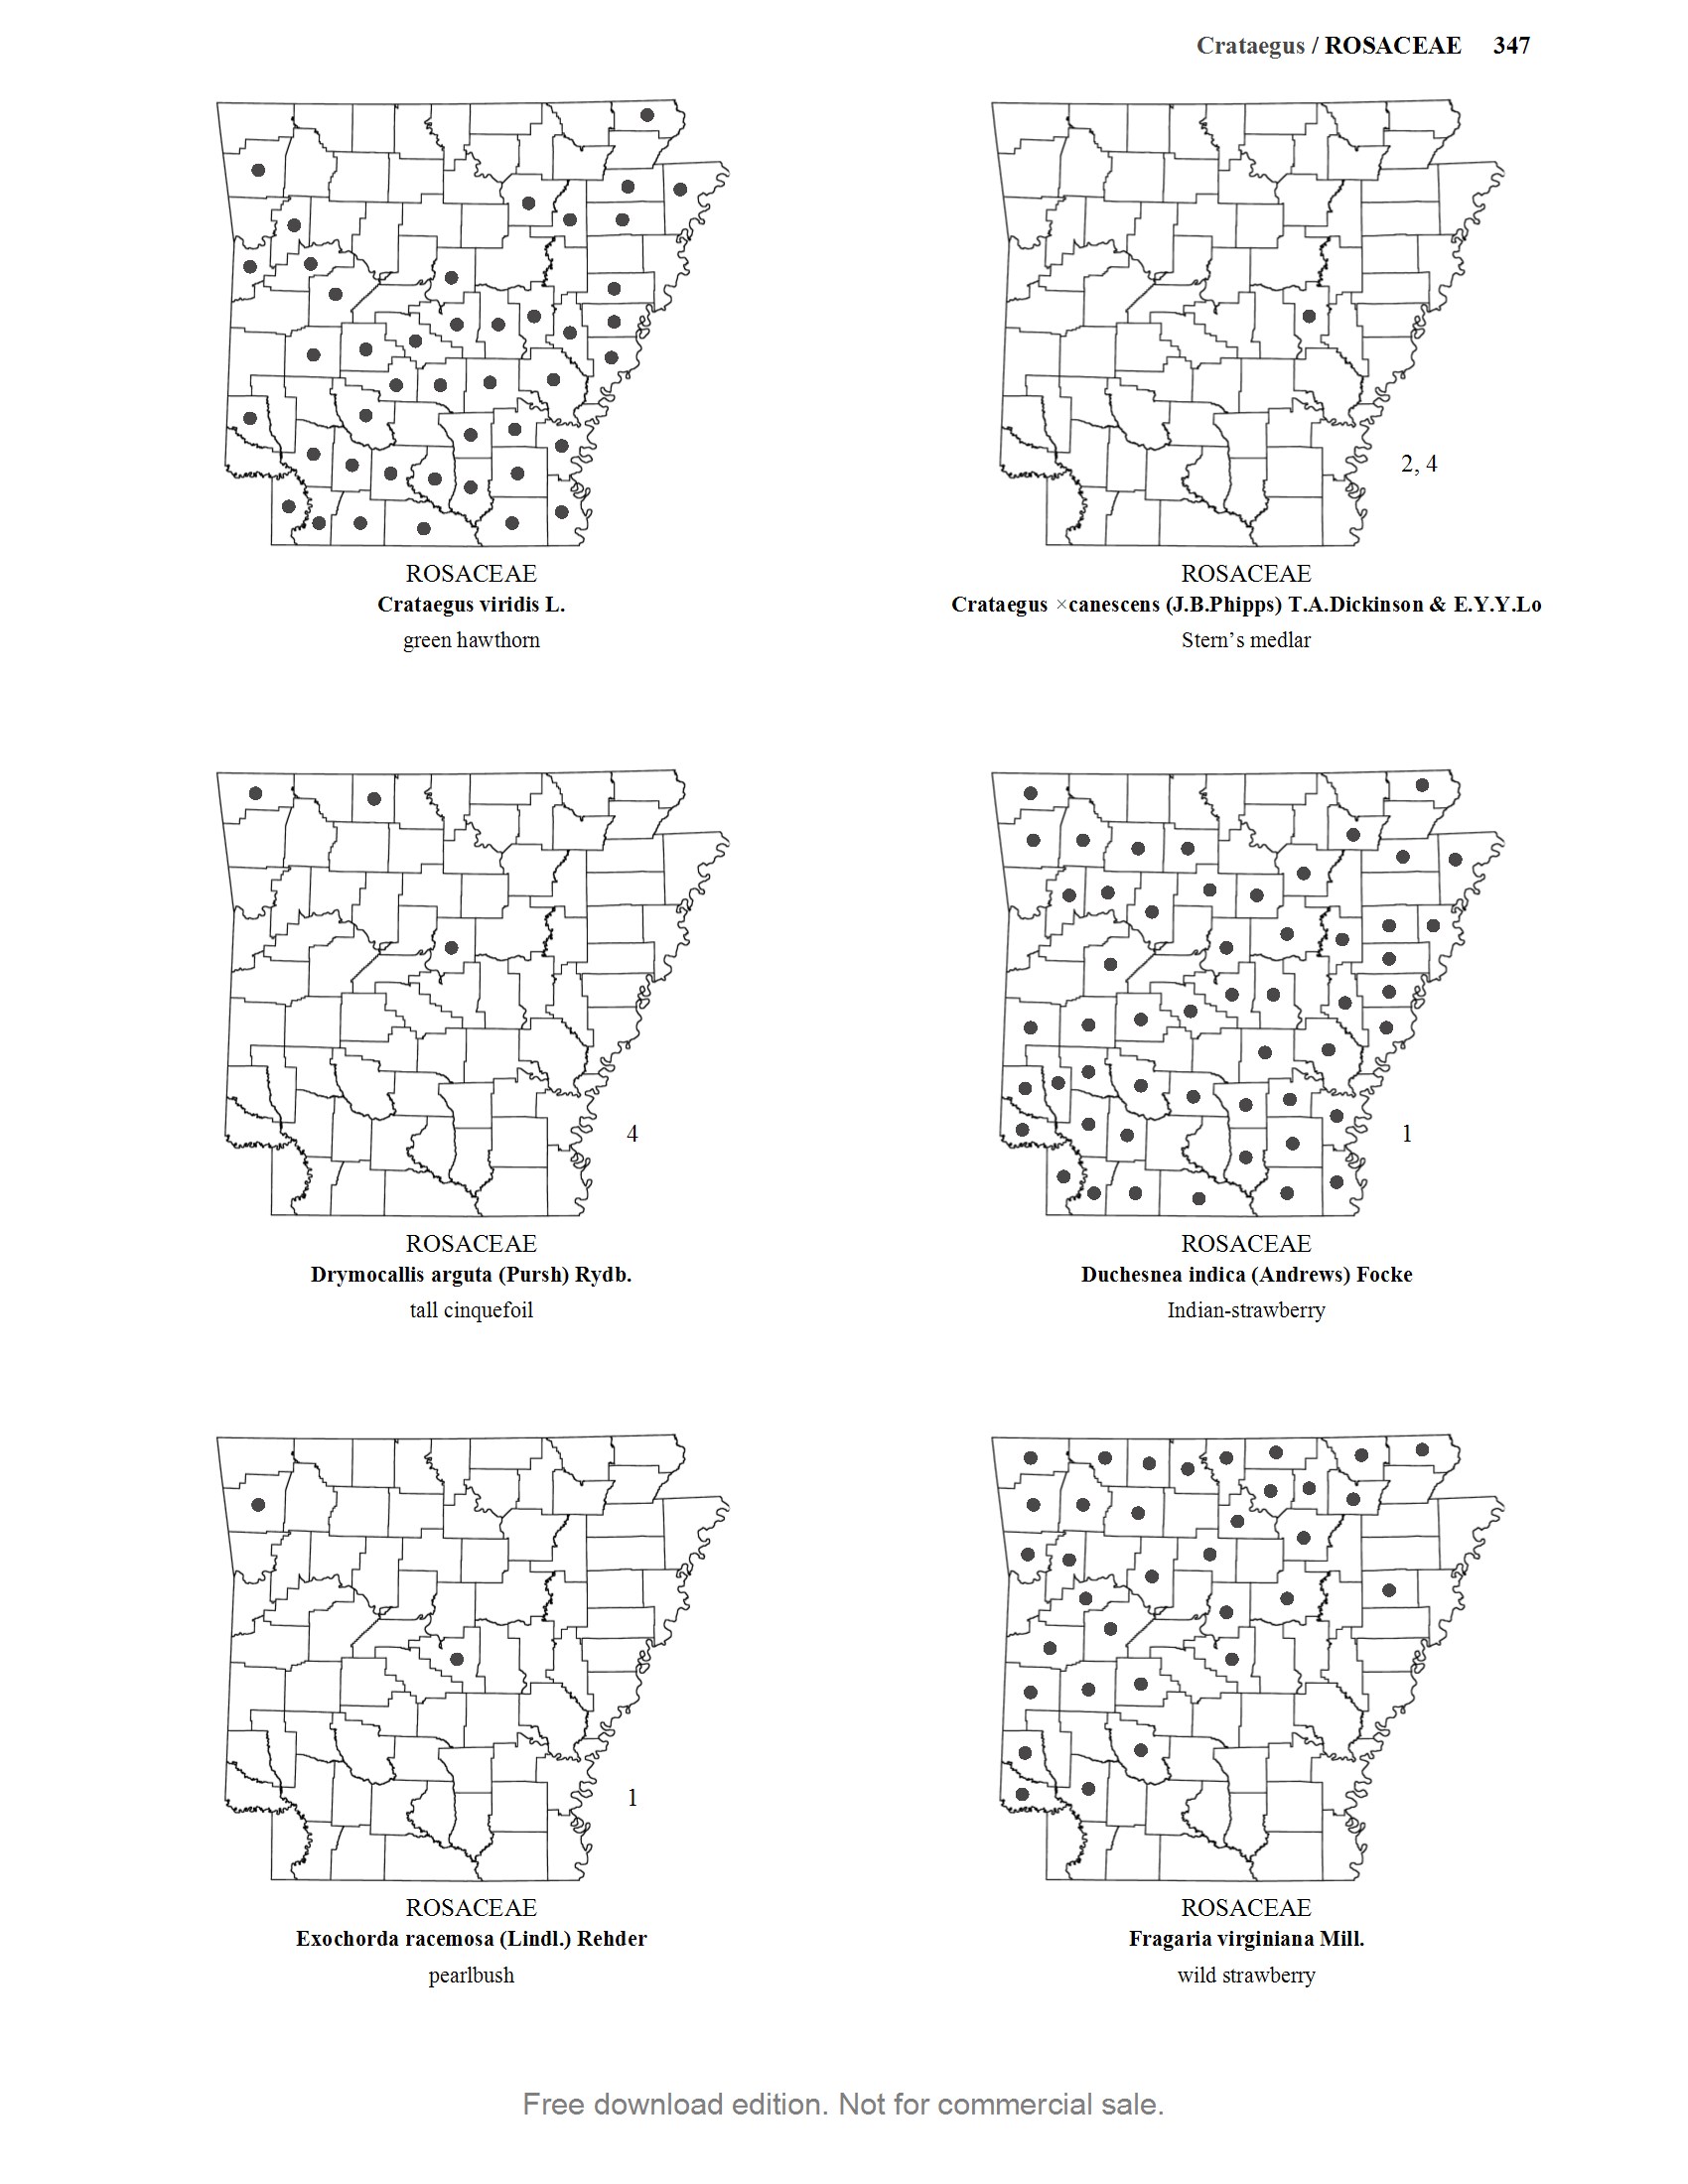 Crataegus / ROSACEAE 347
ROSACEAE
Crataegus viridis L.
green hawthorn
2, 4
ROSACEAE
Crataegus ×canescens (J.B.Phipps) T.A.Dickinson & E.Y.Y.Lo
Stern’s medlar
4
ROSACEAE
Drymocallis arguta (Pursh) Rydb.
tall cinquefoil
1
ROSACEAE
Duchesnea indica (Andrews) Focke
Indian-strawberry
1
ROSACEAE
Exochorda racemosa (Lindl.) Rehder
pearlbush
ROSACEAE
Fragaria virginiana Mill.
wild strawberry
Free download edition. Not for commercial sale.